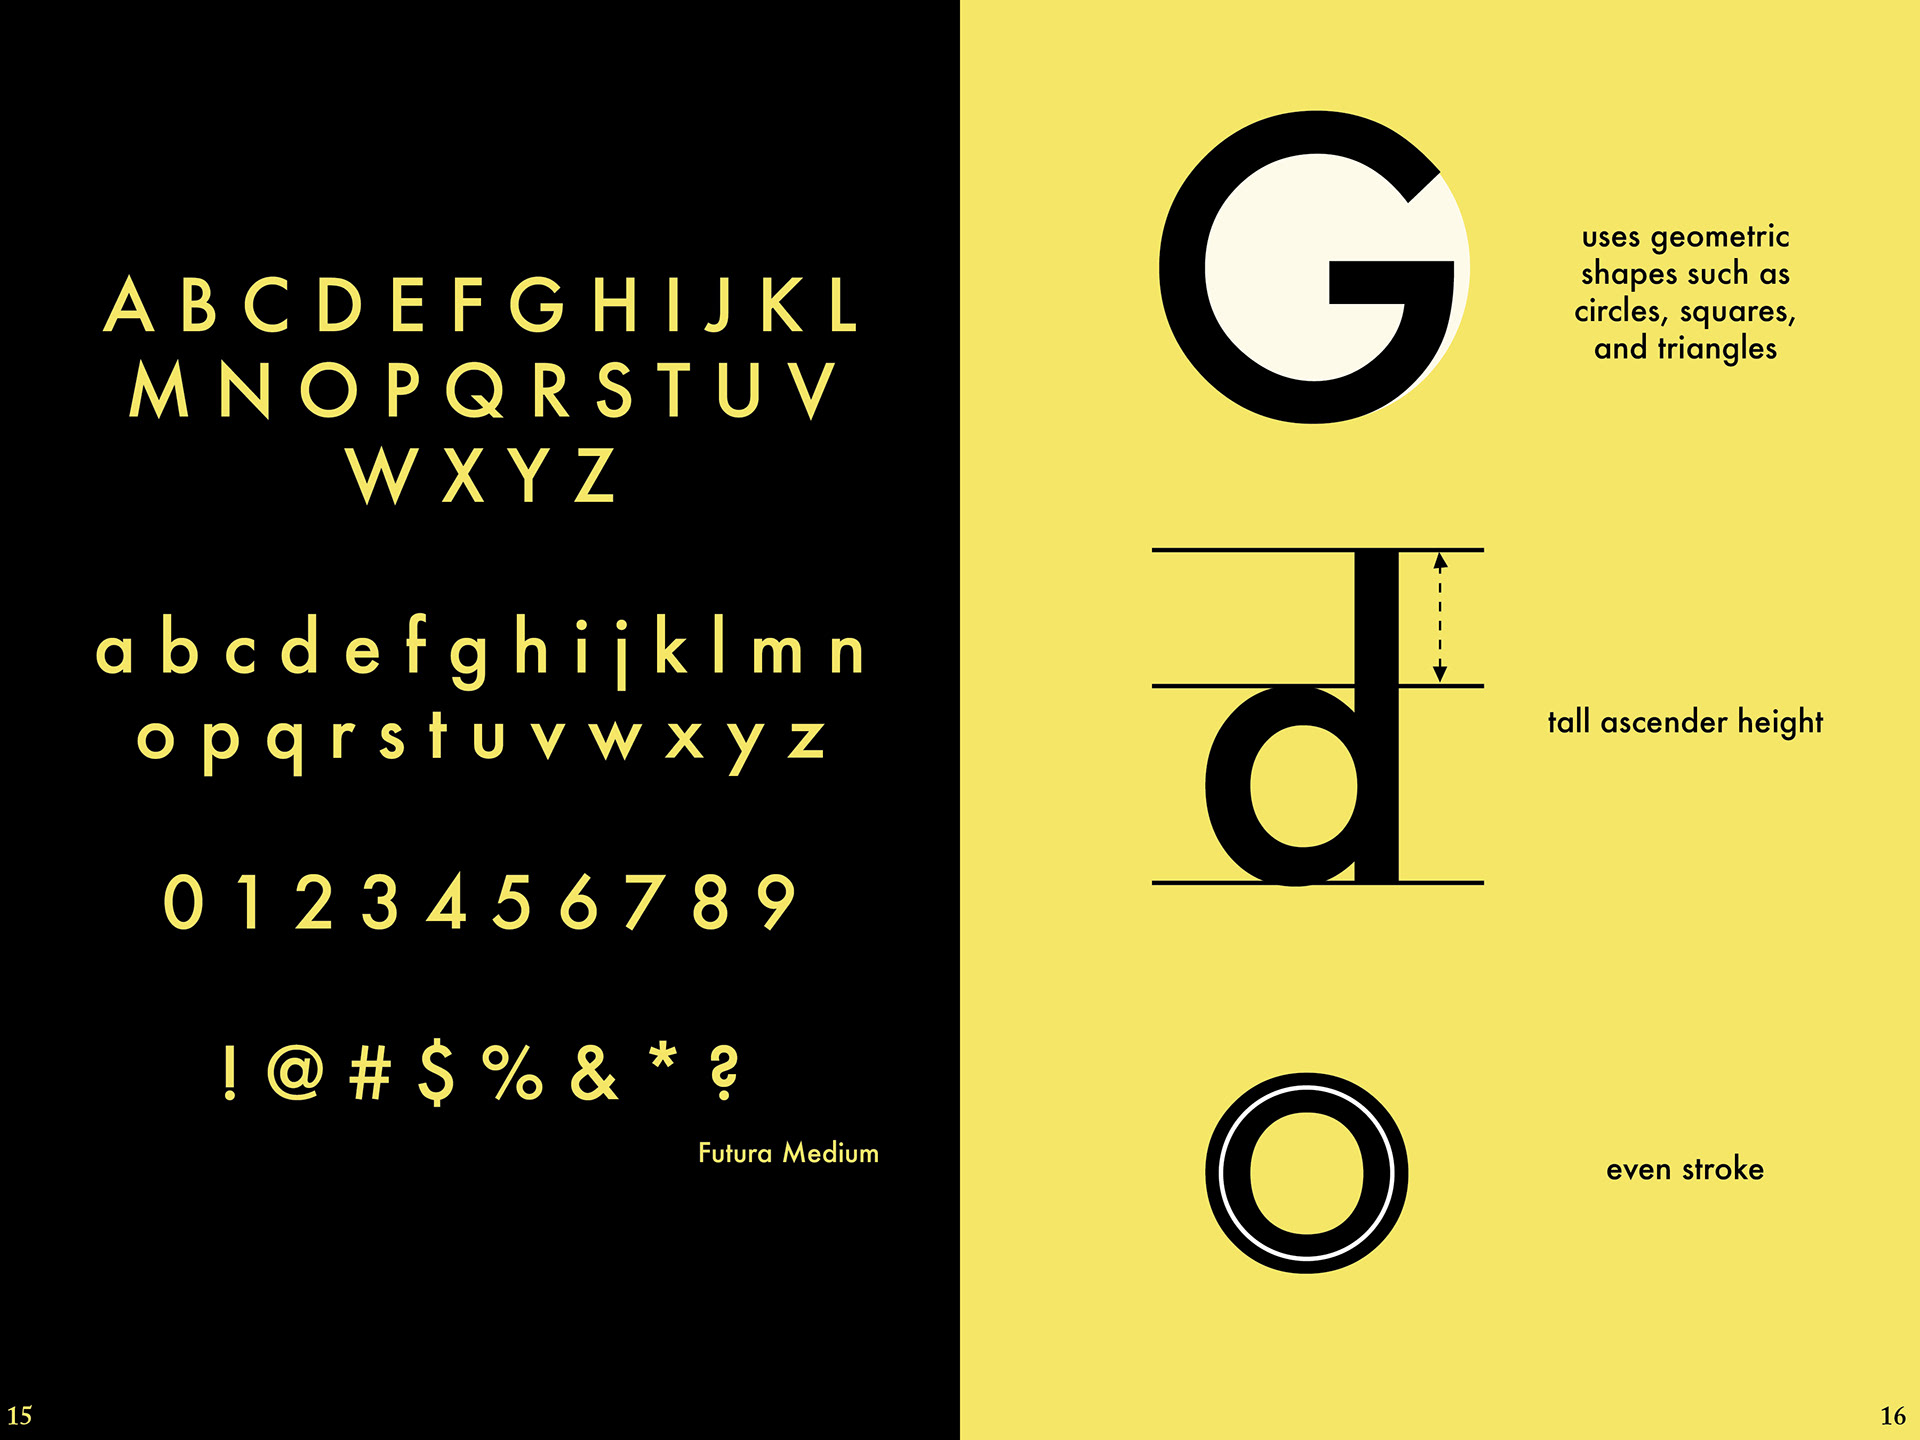 A B C D E F G H I J K L
M N O P Q R S T U V
W X Y Z
a b c d e f g h i j k l m n
o p q r s t u v w x y z
0 1 2 3 4 5 6 7 8 9
! @ # $ % & * ?
Futura Medium
15
G
uses geometric
shapes such as
circles, squares,
and triangles
d
tall ascender height
o
even stroke
16